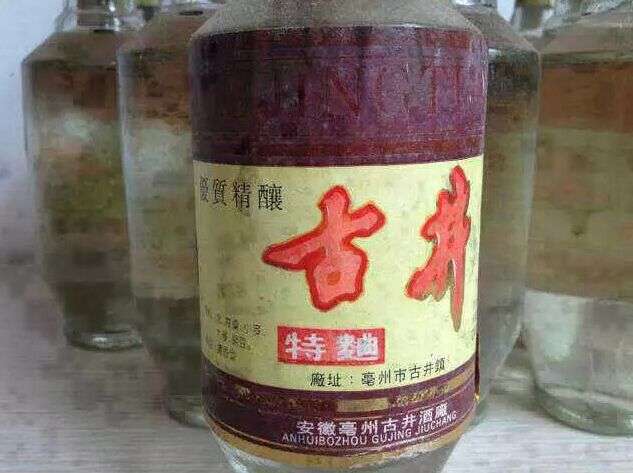 優質精釀
古井
特麯
廠址：亳州市古井鎮
安徽亳州古井酒廠
ANHUIBOZHOU GUJING JIUCHANG